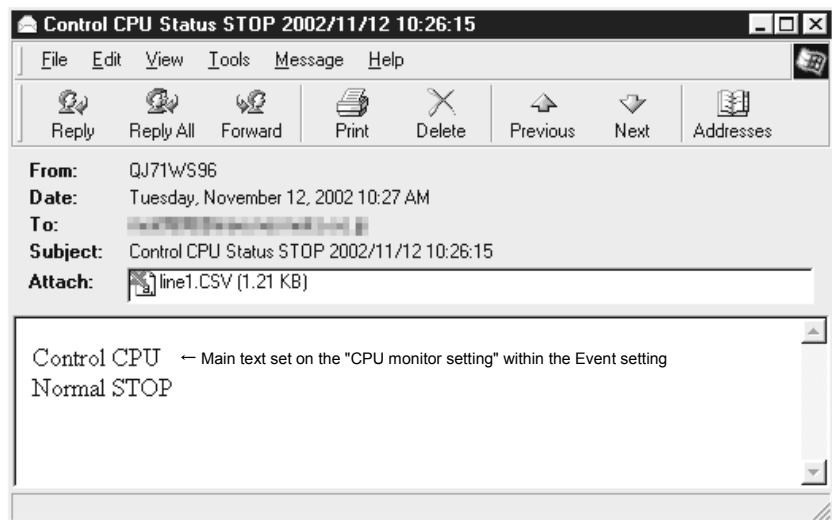 Control CPU Status STOP 2002/11/12 10:26:15
File Edit View Tools Message Help
Reply Reply All Forward Print Delete Previous Next Addresses
From: QJ71WS96
Date: Tuesday, November 12, 2002 10:27 AM
To:
Subject: Control CPU Status STOP 2002/11/12 10:26:15
Attach: line1.CSV (1.21 KB)
Control CPU ← Main text set on the "CPU monitor setting" within the Event setting
Normal STOP